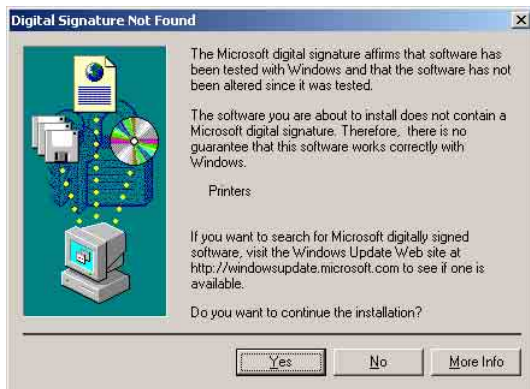 Digital Signature Not Found
The Microsoft digital signature affirms that software has
been tested with Windows and that the software has not
been altered since it was tested.
The software you are about to install does not contain a
Microsoft digital signature. Therefore, there is no
guarantee that this software works correctly with
Windows.
Printers
If you want to search for Microsoft digitally signed
software, visit the Windows Update Web site at
http://windowsupdate.microsoft.com to see if one is
available.
Do you want to continue the installation?
Yes No More Info